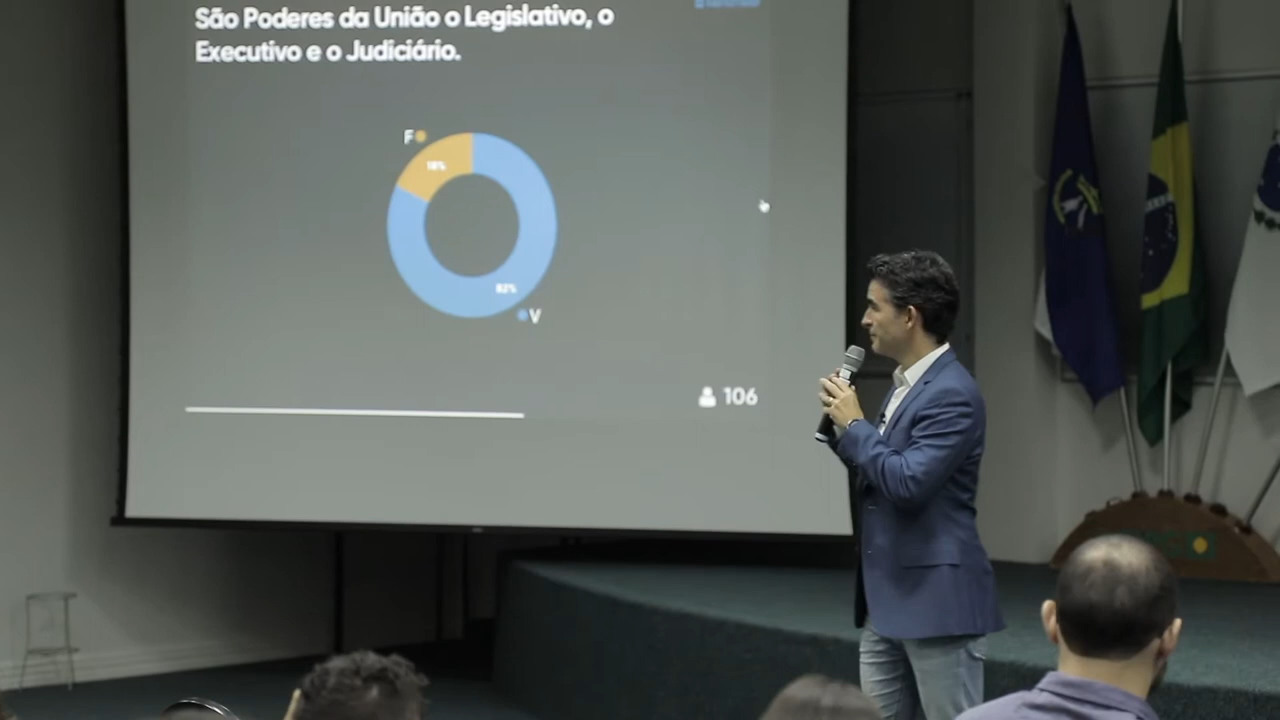 São Poderes da União o Legislativo, o
Executivo e o Judiciário.
F
18%
82%
V
106